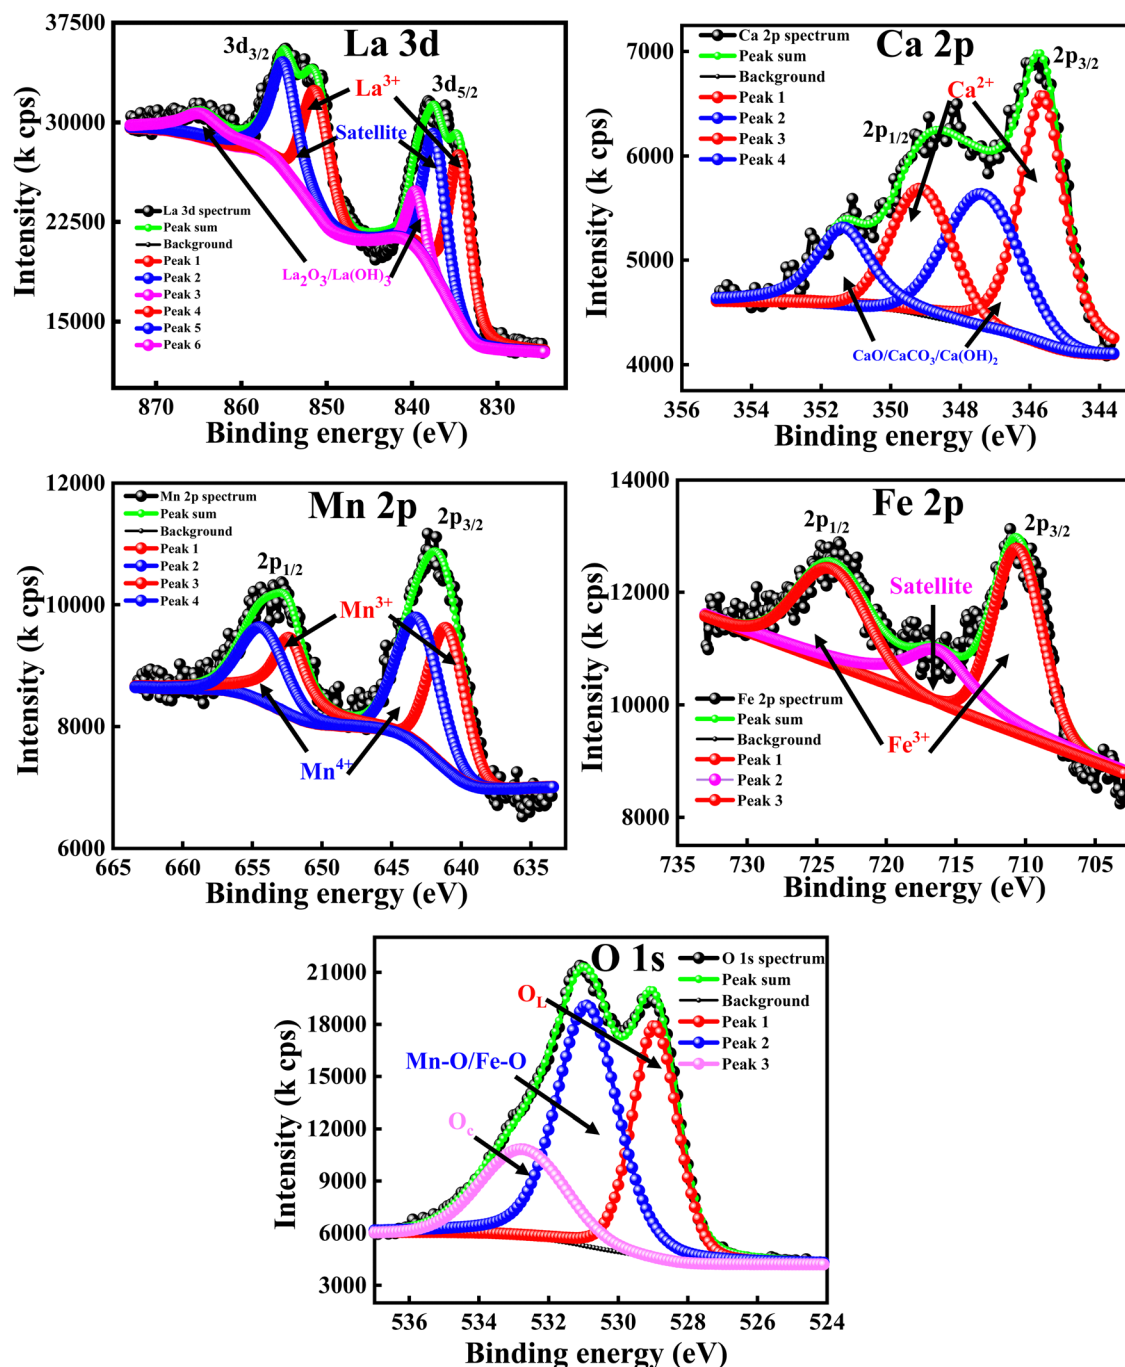 La 3d
3d3/2
3d5/2
La3+
Satellite
La2O3/La(OH)3
La 3d spectrum
Peak sum
Background
Peak 1
Peak 2
Peak 3
Peak 4
Peak 5
Peak 6
37500
30000
22500
15000
870
860
850
840
830
Intensity (k cps)
Binding energy (eV)
Ca 2p
Ca 2p spectrum
Peak sum
Background
Peak 1
Peak 2
Peak 3
Peak 4
2p3/2
Ca2+
2p1/2
CaO/CaCO3/Ca(OH)2
7000
6000
5000
4000
356
354
352
350
348
346
344
Intensity (k cps)
Binding energy (eV)
Mn 2p
Mn 2p spectrum
Peak sum
Background
Peak 1
Peak 2
Peak 3
Peak 4
2p3/2
2p1/2
Mn3+
Mn4+
12000
10000
8000
6000
665
660
655
650
645
640
Intensity (k cps)
Binding energy (eV)
Fe 2p
2p1/2
2p3/2
Satellite
Fe 2p spectrum
Peak sum
Background
Peak 1
Peak 2
Peak 3
Fe3+
14000
12000
10000
8000
735
730
725
720
715
710
705
Intensity (k cps)
Binding energy (eV)
O 1s
O 1s spectrum
Peak sum
Background
Peak 1
Peak 2
Peak 3
OL
Mn-O/Fe-O
Oc
21000
18000
15000
12000
9000
6000
3000
536
534
532
530
528
526
524
Intensity (k cps)
Binding energy (eV)